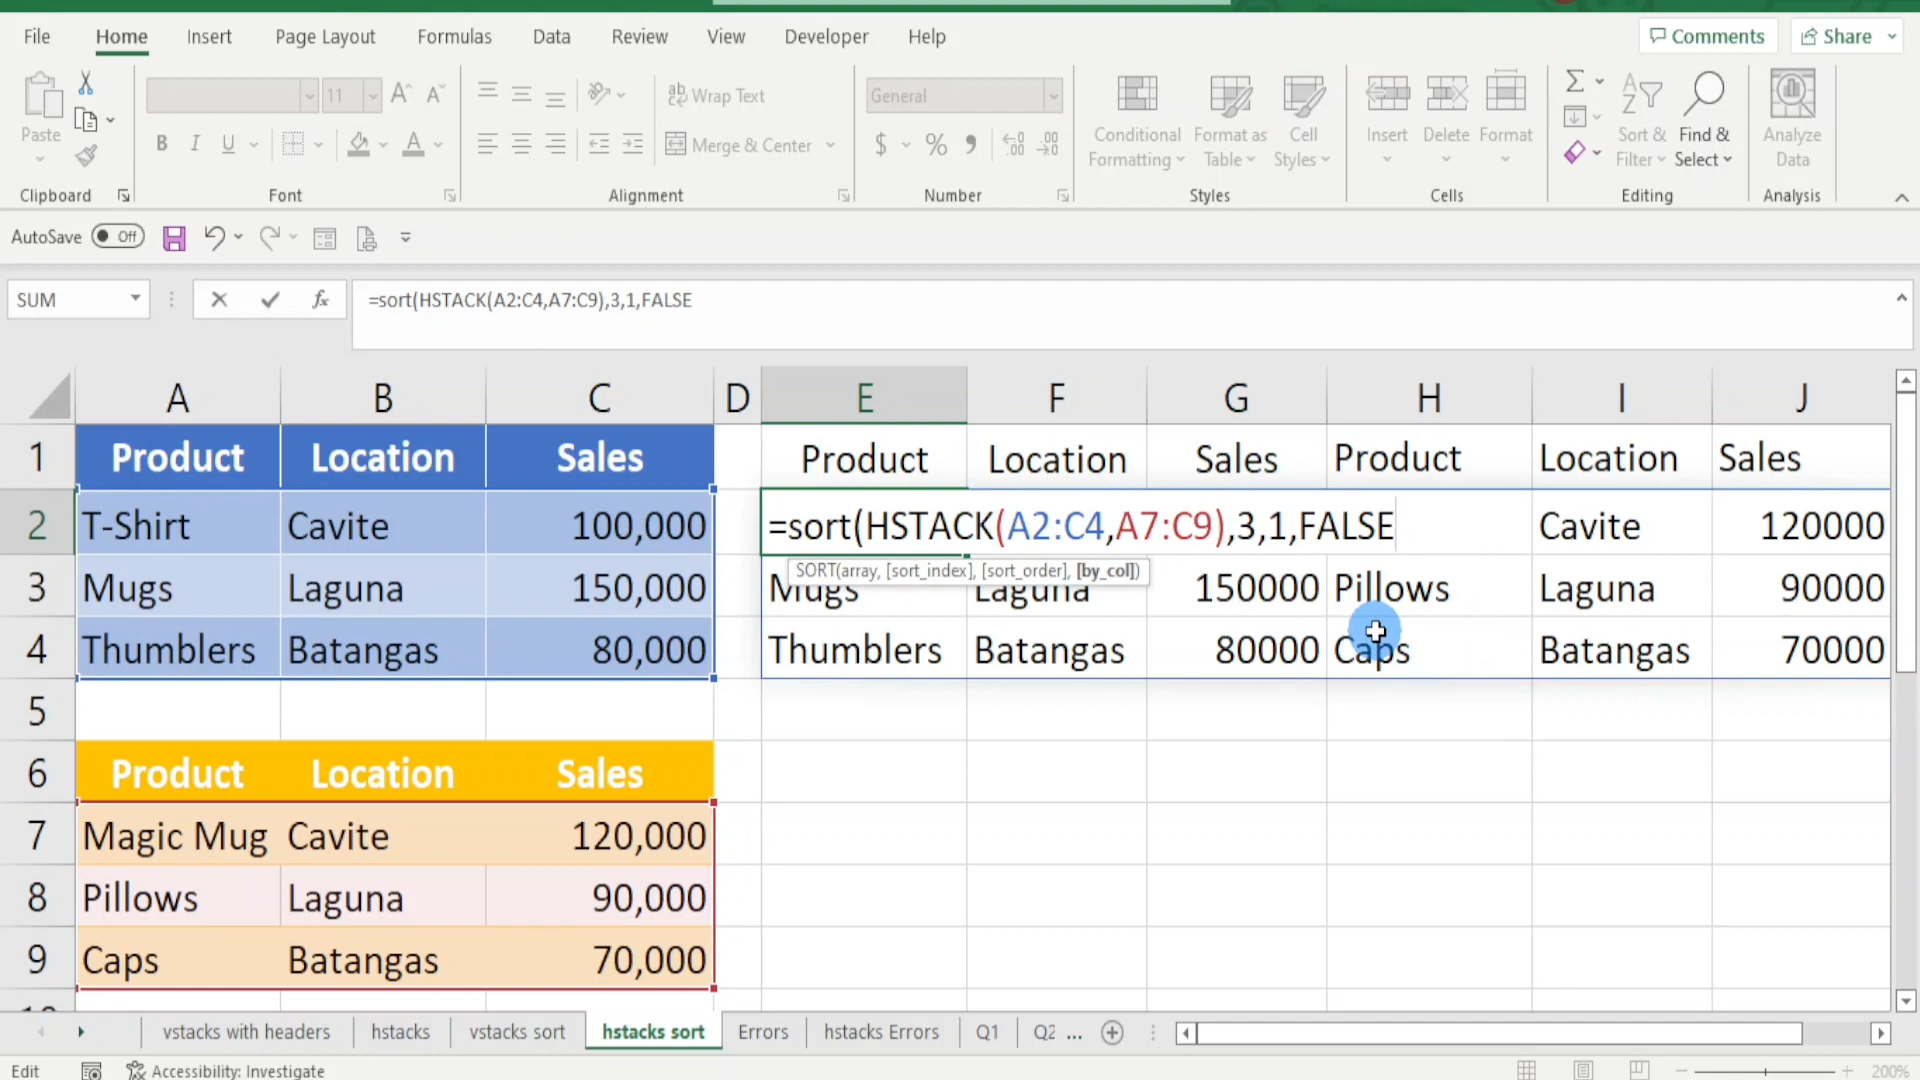 File Home Insert Page Layout Formulas Data Review View Developer Help Comments Share
Paste
11
B I U A
Clipboard
Font
ab Wrap Text
Merge & Center
Alignment
General
$ % ,
Number
Conditional Formatting
Format as Table
Cell Styles
Styles
Insert
Delete
Format
Cells
Sort & Filter
Find & Select
Editing
Analyze Data
Analysis
AutoSave Off
SUM fx =sort(HSTACK(A2:C4,A7:C9),3,1,FALSE
A B C D E F G H I J
1 Product Location Sales Product Location Sales Product Location Sales
2 T-Shirt Cavite 100,000 =sort(HSTACK(A2:C4,A7:C9),3,1,FALSE Cavite 120000
SORT(array, [sort_index], [sort_order], [by_col])
3 Mugs Laguna 150,000 Mugs Laguna 150000 Pillows Laguna 90000
4 Thumblers Batangas 80,000 Thumblers Batangas 80000 Caps Batangas 70000
5
6 Product Location Sales
7 Magic Mug Cavite 120,000
8 Pillows Laguna 90,000
9 Caps Batangas 70,000
vstacks with headers hstacks vstacks sort hstacks sort Errors hstacks Errors Q1 Q2 ...
Edit Accessibility: Investigate 200%